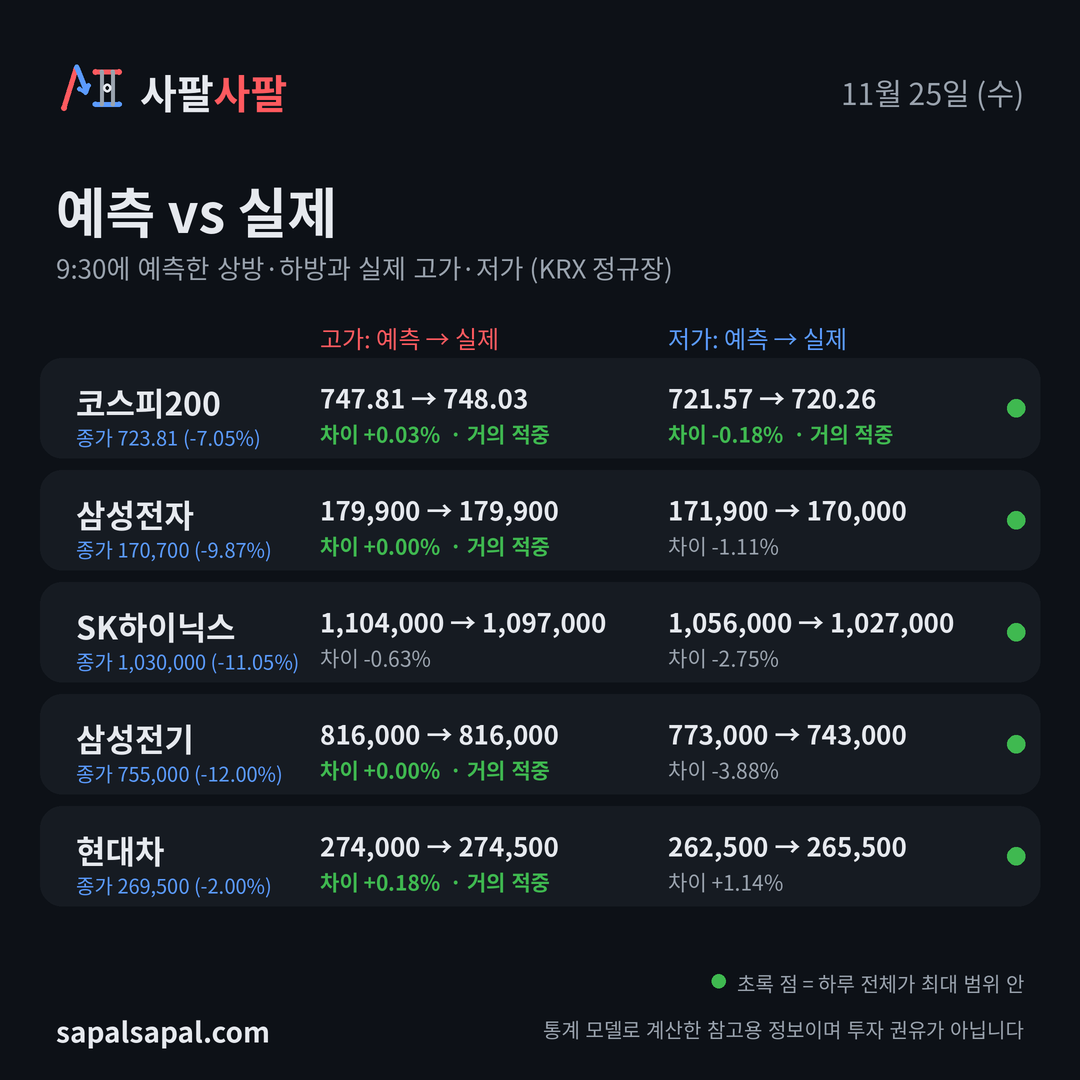 사팔사팔
11월 25일 (수)
예측 vs 실제
9:30에 예측한 상방·하방과 실제 고가·저가 (KRX 정규장)
고가: 예측 → 실제 저가: 예측 → 실제
코스피200 747.81 → 748.03 721.57 → 720.26
종가 723.81 (-7.05%) 차이 +0.03% · 거의 적중 차이 -0.18% · 거의 적중
삼성전자 179,900 → 179,900 171,900 → 170,000
종가 170,700 (-9.87%) 차이 +0.00% · 거의 적중 차이 -1.11%
SK하이닉스 1,104,000 → 1,097,000 1,056,000 → 1,027,000
종가 1,030,000 (-11.05%) 차이 -0.63% 차이 -2.75%
삼성전기 816,000 → 816,000 773,000 → 743,000
종가 755,000 (-12.00%) 차이 +0.00% · 거의 적중 차이 -3.88%
현대차 274,000 → 274,500 262,500 → 265,500
종가 269,500 (-2.00%) 차이 +0.18% · 거의 적중 차이 +1.14%
초록 점 = 하루 전체가 최대 범위 안
sapalsapal.com
통계 모델로 계산한 참고용 정보이며 투자 권유가 아닙니다